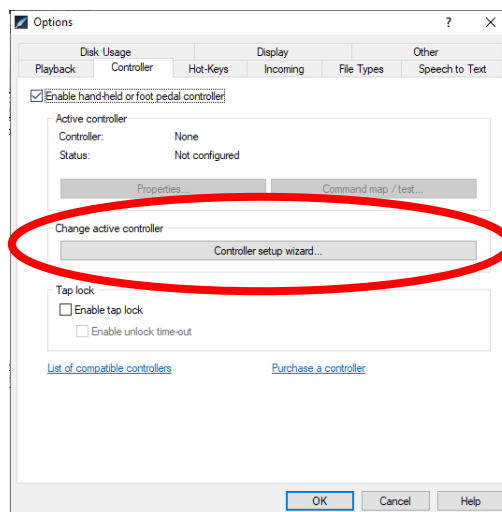 Options
?
Disk Usage Display Other
Playback Controller Hot-Keys Incoming File Types Speech to Text
Enable hand-held or foot pedal controller
Active controller
Controller: None
Status: Not configured
Properties... Command map / test...
Change active controller
Controller setup wizard...
Tap lock
Enable tap lock
Enable unlock time-out
List of compatible controllers Purchase a controller
OK Cancel Help